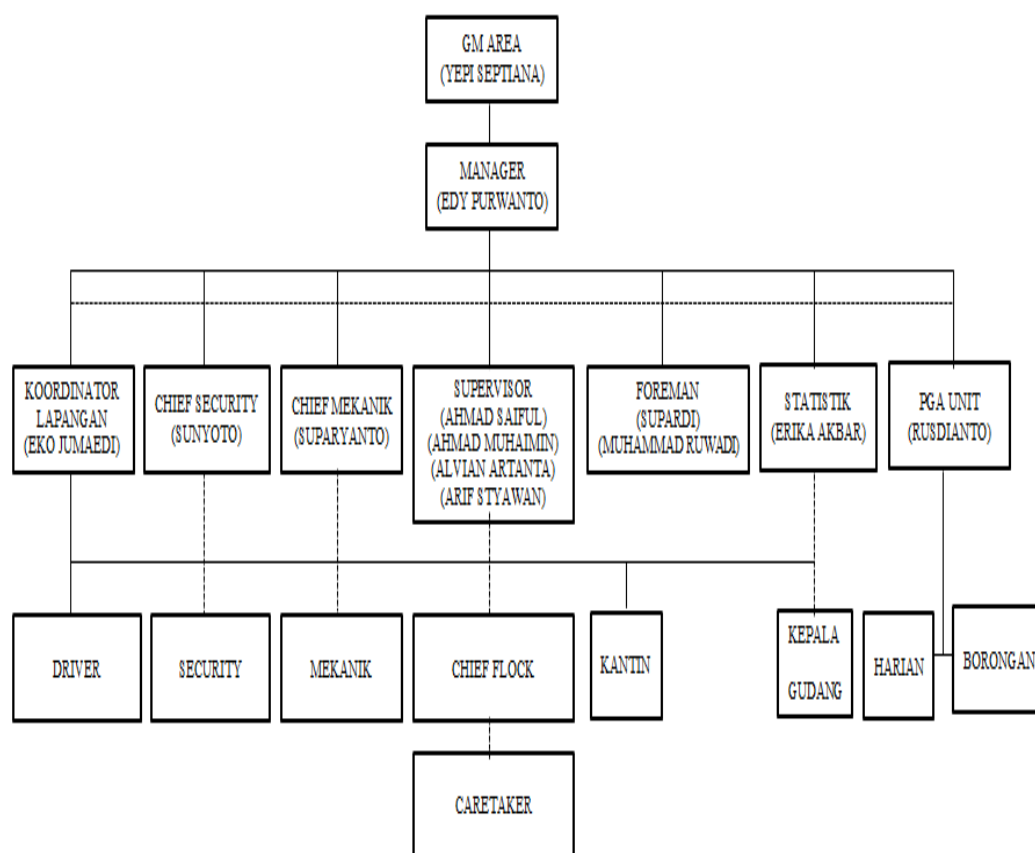 GM AREA
(YEPI SEPTIANA)
MANAGER
(EDY PURWANTO)
KOORDINATOR
LAPANGAN
(EKO JUMAEDI)
CHIEF SECURITY
(SUNYOTO)
CHIEF MEKANIK
(SUPARYANTO)
SUPERVISOR
(AHMAD SAIFUL)
(AHMAD MUHAIMIN)
(ALVIAN ARTANTA)
(ARIF STYAWAN)
FOREMAN
(SUPARDI)
(MUHAMMAD RUWADI)
STATISTIK
(ERIKA AKBAR)
PGA UNIT
(RUSDIANTO)
DRIVER
SECURITY
MEKANIK
CHIEF FLOCK
KANTIN
KEPALA
GUDANG
HARIAN
BORONGAN
CARETAKER